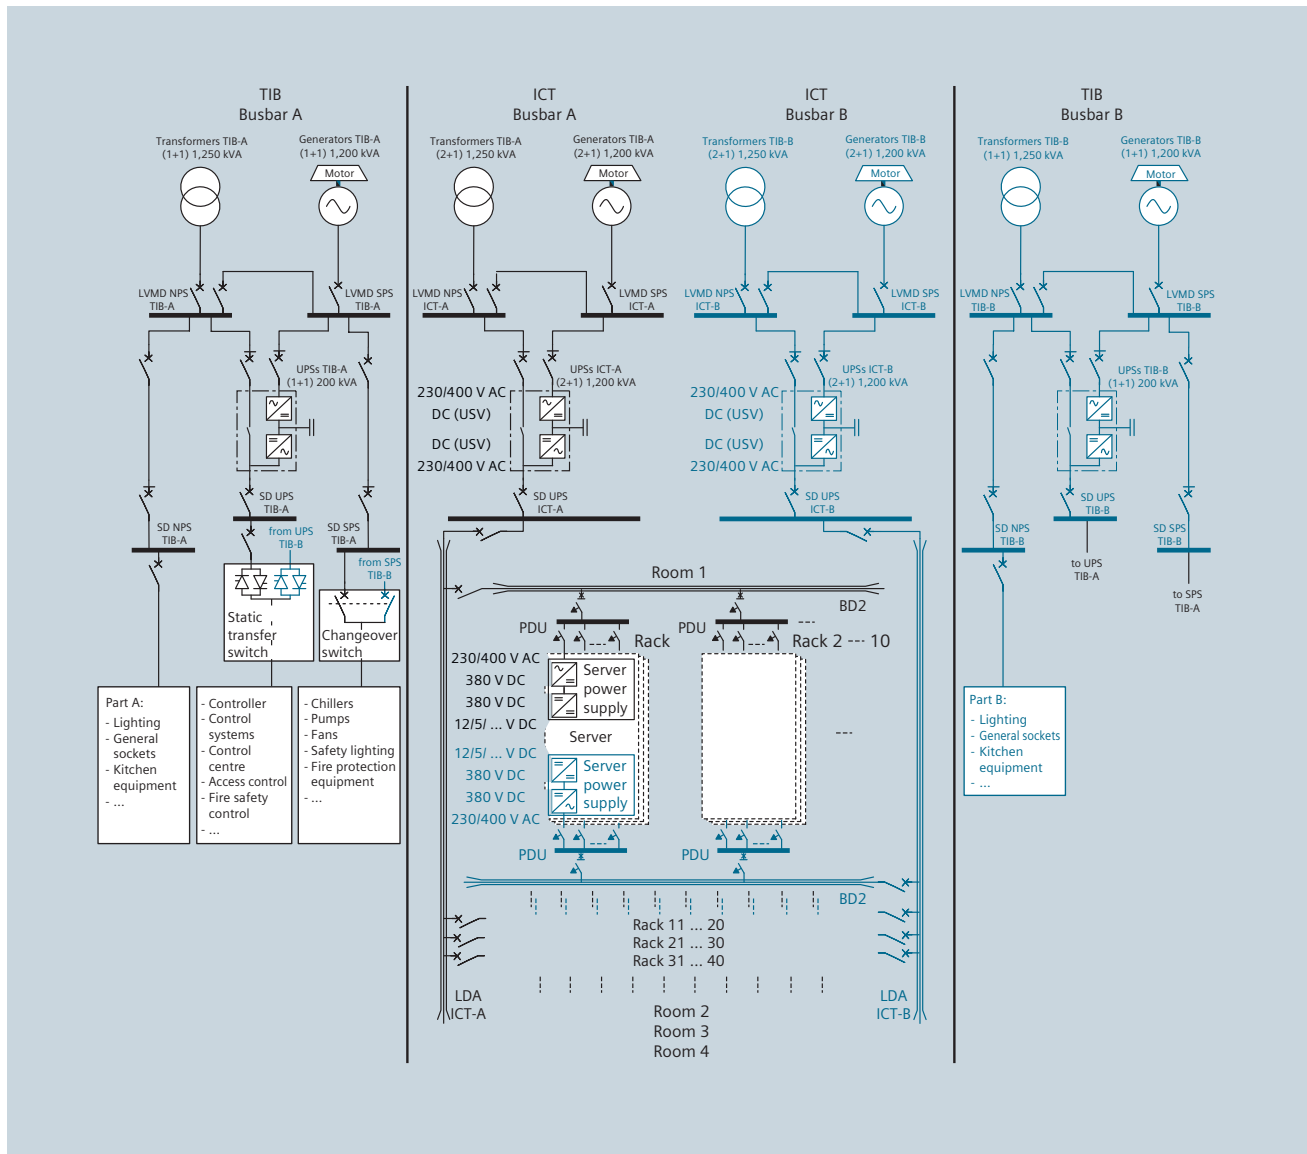 TIB
Busbar A
ICT
Busbar A
ICT
Busbar B
TIB
Busbar B
Transformers TIB-A
(1+1) 1,250 kVA
Generators TIB-A
(1+1) 1,200 kVA
Motor
Transformers TIB-A
(2+1) 1,250 kVA
Generators TIB-A
(2+1) 1,200 kVA
Motor
Transformers TIB-B
(2+1) 1,250 kVA
Generators TIB-B
(2+1) 1,200 kVA
Motor
Transformers TIB-B
(1+1) 1,250 kVA
Generators TIB-B
(1+1) 1,200 kVA
Motor
LVMD NPS
TIB-A
LVMD SPS
TIB-A
LVMD NPS
ICT-A
LVMD SPS
ICT-A
LVMD NPS
ICT-B
LVMD SPS
ICT-B
LVMD NPS
TIB-B
LVMD SPS
TIB-B
UPSs TIB-A
(1+1) 200 kVA
UPSs ICT-A
(2+1) 1,200 kVA
UPSs ICT-B
(2+1) 1,200 kVA
UPSs TIB-B
(1+1) 200 kVA
230/400 V AC
DC (USV)
DC (USV)
230/400 V AC
230/400 V AC
DC (USV)
DC (USV)
230/400 V AC
SD UPS
TIB-A
SD UPS
ICT-A
SD UPS
ICT-B
SD UPS
TIB-B
SD NPS
TIB-A
from UPS
TIB-B
SD SPS
TIB-A
from SPS
TIB-B
SD NPS
TIB-B
SD SPS
TIB-B
to UPS
TIB-A
to SPS
TIB-A
Static
transfer
switch
Changeover
switch
Room 1
BD2
PDU
Rack
PDU
Rack 2 --- 10
230/400 V AC
380 V DC
380 V DC
12/5/ ... V DC
Server
power
supply
Server
12/5/ ... V DC
380 V DC
380 V DC
230/400 V AC
Server
power
supply
PDU
PDU
BD2
Part A:
- Lighting
- General
sockets
- Kitchen
equipment
- ...
- Controller
- Control
systems
- Control
centre
- Access control
- Fire safety
control
- ...
- Chillers
- Pumps
- Fans
- Safety lighting
- Fire protection
equipment
- ...
Part B:
- Lighting
- General sockets
- Kitchen
equipment
- ...
Rack 11 ... 20
Rack 21 ... 30
Rack 31 ... 40
LDA
ICT-A
LDA
ICT-B
Room 2
Room 3
Room 4